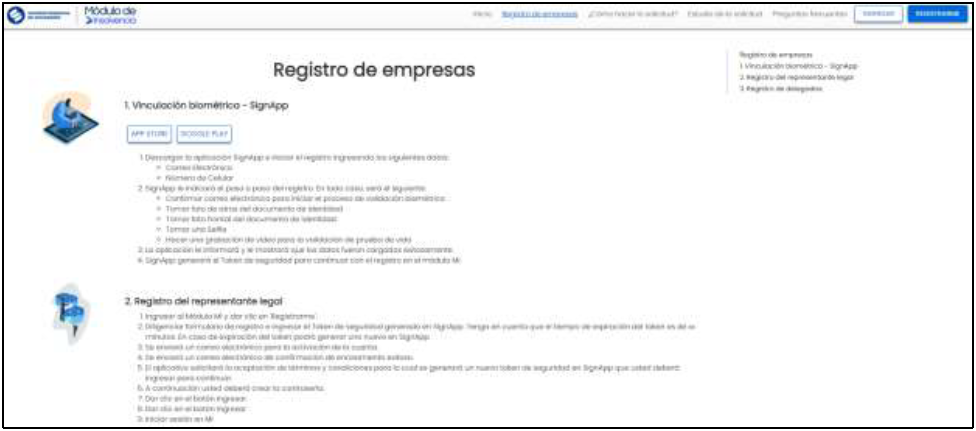 Módulo de
Insolvencia
Inicio
Registro de empresas
¿Cómo hacer la solicitud?
Estudio de la solicitud
Preguntas frecuentes
INGRESAR
REGISTRARME
Registro de empresas
1. Vinculación biométrica - SignApp
2. Registro del representante legal
3. Registro de delegados
Registro de empresas
1. Vinculación biométrica - SignApp
APP STORE
GOOGLE PLAY
1. Descargar la aplicación SignApp e iniciar el registro ingresando los siguientes datos:
Correo Electrónico
Número de Celular
2. SignApp le indicará el paso a paso del registro. En todo caso, será el siguiente:
Confirmar correo electrónico para iniciar el proceso de validación biométrica
Tomar foto de atrás del documento de identidad
Tomar foto frontal del documento de identidad
Tomar una Selfie
Hacer una grabación de video para la validación de prueba de vida
3. La aplicación le informará y le mostrará que los datos fueron cargados exitosamente.
4. SignApp generará el Token de seguridad para continuar con el registro en el módulo MI
2. Registro del representante legal
1. Ingresar al Módulo MI y dar clic en 'Registrarme'.
2. Diligenciar formulario de registro e ingresar el Token de seguridad generado en SignApp. Tenga en cuenta que el tiempo de expiración del token es de
minutos. En caso de expiración del token podrá generar uno nuevo en SignApp.
3. Se enviará un correo electrónico para la activación de la cuenta.
4. Se enviará un correo electrónico de confirmación de enrolamiento exitoso.
5. El aplicativo solicitará la aceptación de términos y condiciones para lo cual se generará un nuevo token de seguridad en SignApp que usted deberá
ingresar para continuar.
6. A continuación usted deberá crear la contraseña.
7. Dar clic en el botón ingresar.
8. Dar clic en el botón ingresar.
9. Iniciar sesión en MI